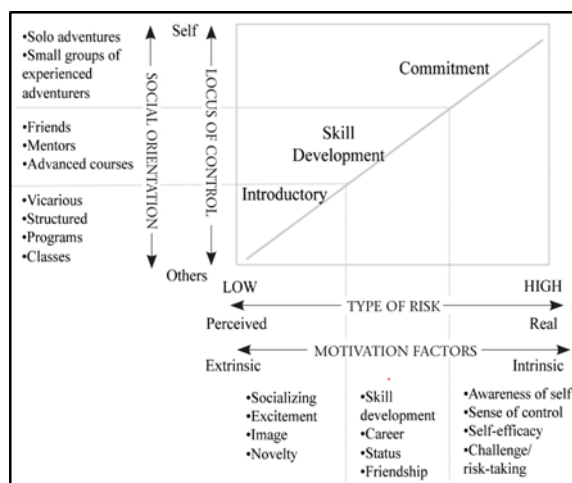 •Solo adventures
•Small groups of
experienced
adventurers
•Friends
•Mentors
•Advanced courses
•Vicarious
•Structured
•Programs
•Classes
SOCIAL ORIENTATION
LOCUS OF CONTROL
Self
Others
Commitment
Skill
Development
Introductory
LOW
HIGH
TYPE OF RISK
Perceived
Real
MOTIVATION FACTORS
Extrinsic
Intrinsic
•Socializing
•Excitement
•Image
•Novelty
•Skill
development
•Career
•Status
•Friendship
•Awareness of self
•Sense of control
•Self-efficacy
•Challenge/
risk-taking